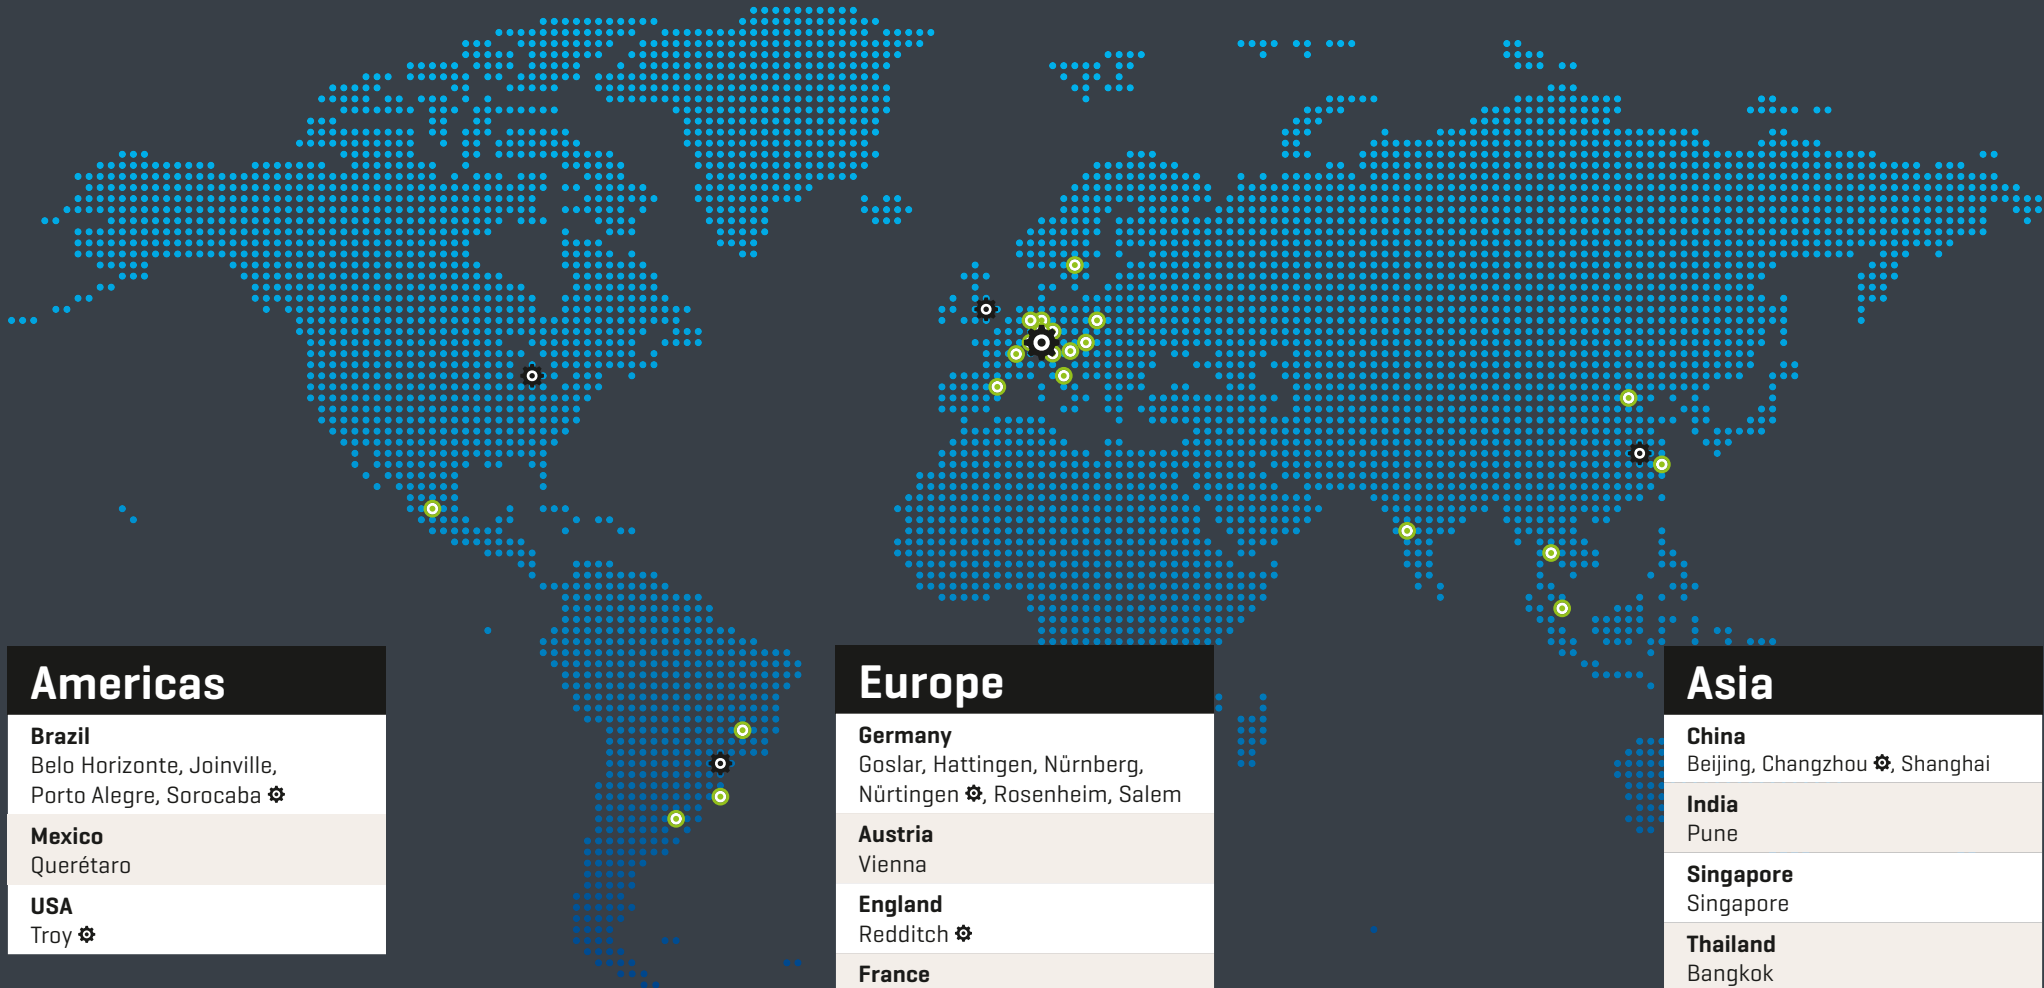 Americas
Brazil
Belo Horizonte, Joinville,
Porto Alegre, Sorocaba
Mexico
Querétaro
USA
Troy
Europe
Germany
Goslar, Hattingen, Nürnberg,
Nürtingen, Rosenheim, Salem
Austria
Vienna
England
Redditch
France
Asia
China
Beijing, Changzhou, Shanghai
India
Pune
Singapore
Singapore
Thailand
Bangkok